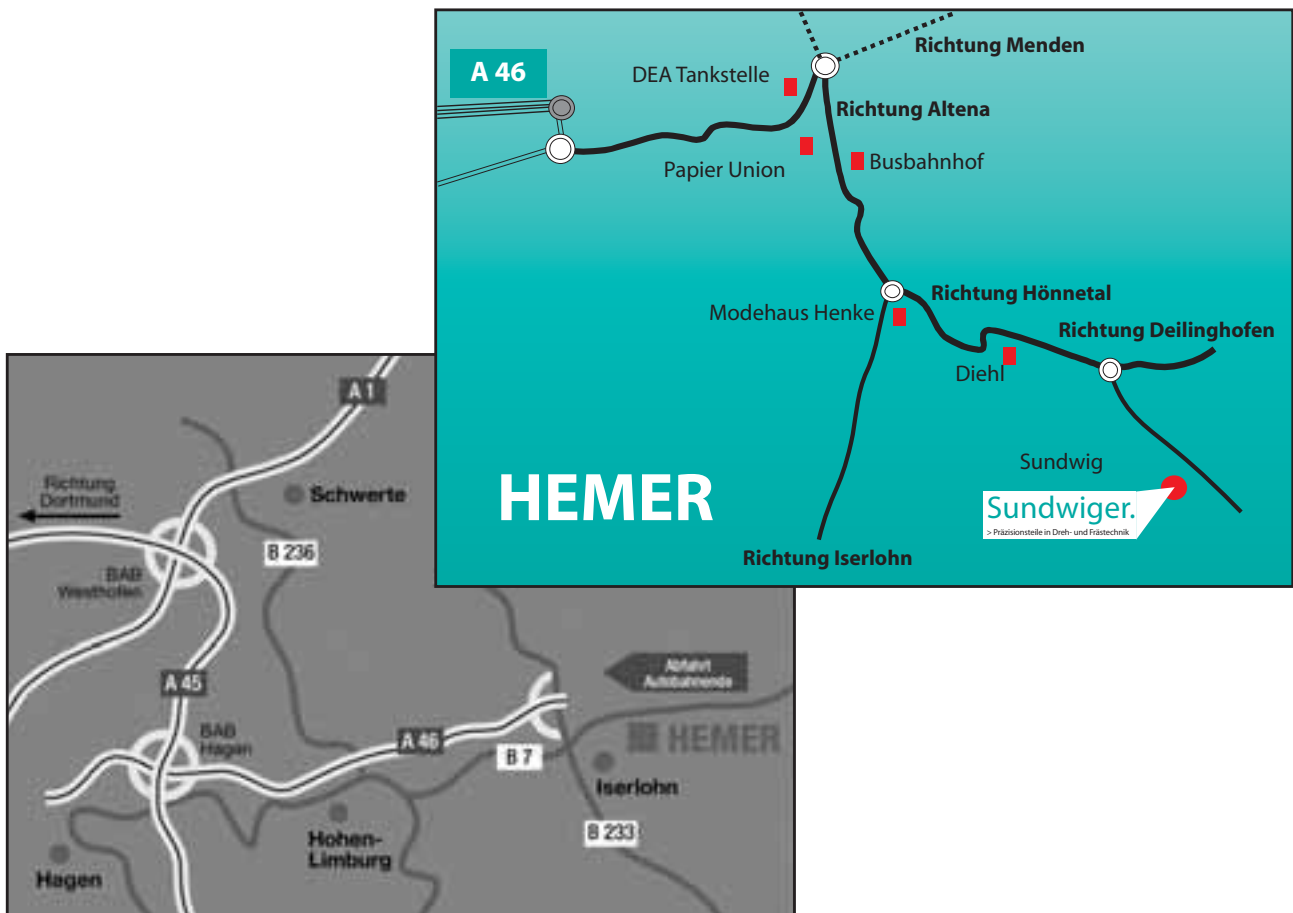 A 46
Richtung Menden
DEA Tankstelle
Richtung Altena
Papier Union
Busbahnhof
Richtung Hönnetal
Modehaus Henke
Richtung Deilinghofen
Diehl
Sundwig
HEMER
Sundwiger.
> Präzisionsteile in Dreh- und Frästechnik
Richtung Iserlohn
A 1
Richtung
Dortmund
Schwerte
B 236
BAB
Westhofen
A 45
Abfahrt
Autobahnende
BAB
Hagen
A 46
HEMER
B 7
Iserlohn
B 233
Hohen-
Limburg
Hagen